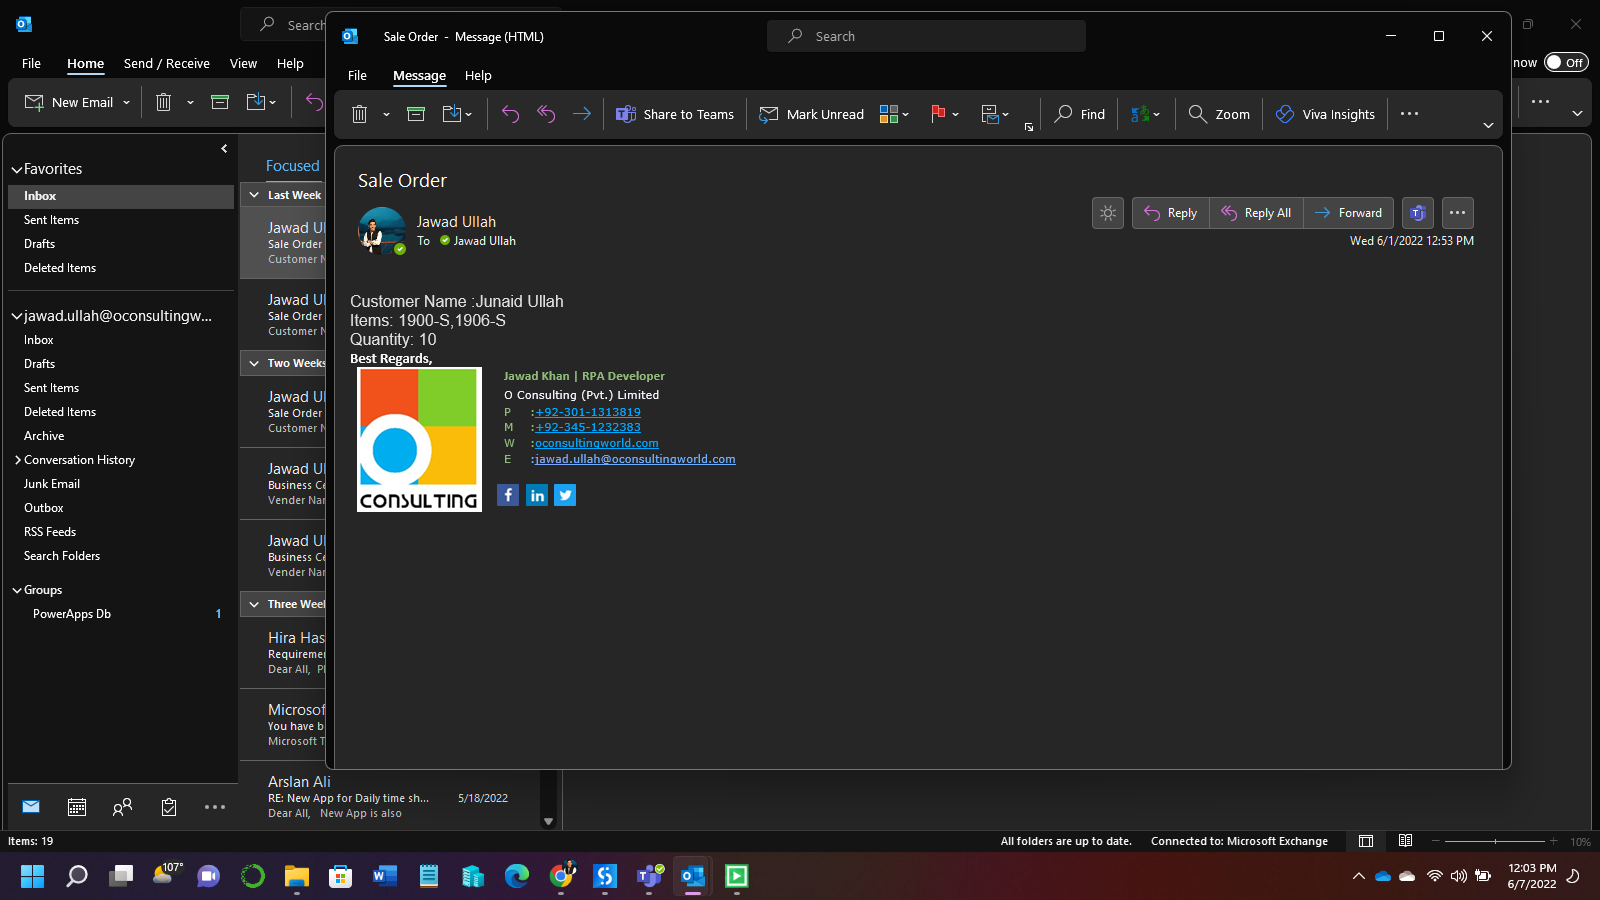 Search
File
Home
Send / Receive
View
Help
now
Off
New Email
Favorites
Inbox
Sent Items
Drafts
Deleted Items
jawad.ullah@oconsultingw...
Inbox
Drafts
Sent Items
Deleted Items
Archive
Conversation History
Junk Email
Outbox
RSS Feeds
Search Folders
Groups
PowerApps Db 1
Focused
Last Week
Jawad Ul
Sale Order
Customer N
Jawad Ul
Sale Order
Customer N
Two Weeks
Jawad Ul
Sale Order
Customer N
Jawad Ul
Business Ce
Vender Nar
Jawad Ul
Business Ce
Vender Nar
Three Weel
Hira Has
Requiremen
Dear All, Pl
Microsof
You have b
Microsoft T
Arslan Ali
RE: New App for Daily time sh... 5/18/2022
Dear All, New App is also
Sale Order - Message (HTML)
Search
File
Message
Help
Share to Teams
Mark Unread
Find
Zoom
Viva Insights
Sale Order
Jawad Ullah
To Jawad Ullah
Reply
Reply All
Forward
Wed 6/1/2022 12:53 PM
Customer Name :Junaid Ullah
Items: 1900-S,1906-S
Quantity: 10
Best Regards,
CONSULTING
Jawad Khan | RPA Developer
O Consulting (Pvt.) Limited
P :+92-301-1313819
M :+92-345-1232383
W :oconsultingworld.com
E :jawad.ullah@oconsultingworld.com
Items: 19
All folders are up to date.
Connected to: Microsoft Exchange
10%
107°
12:03 PM
6/7/2022